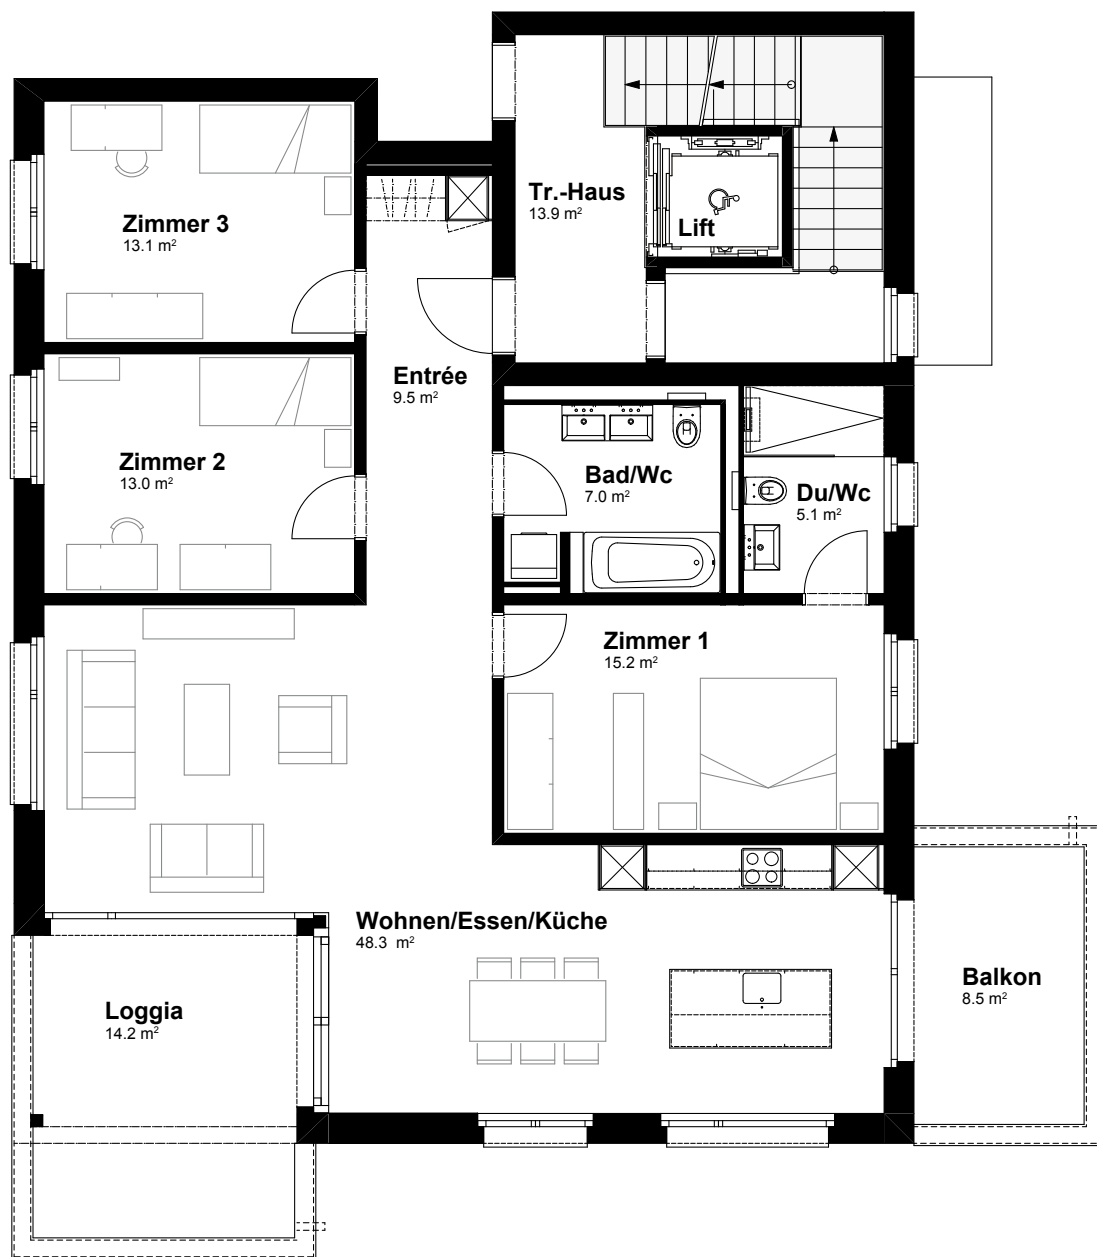 Tr.-Haus
13.9 m²
Lift
Zimmer 3
13.1 m²
Entrée
9.5 m²
Zimmer 2
13.0 m²
Bad/Wc
7.0 m²
Du/Wc
5.1 m²
Zimmer 1
15.2 m²
Wohnen/Essen/Küche
48.3 m²
Loggia
14.2 m²
Balkon
8.5 m²